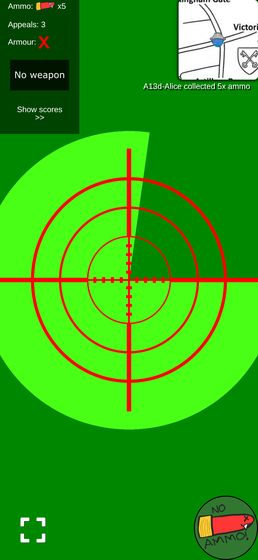 Ammo: x5
Appeals: 3
Armour: X
No weapon
Show scores
>>
Victori
A13d-Alice collected 5x ammo
NO
AMMO!